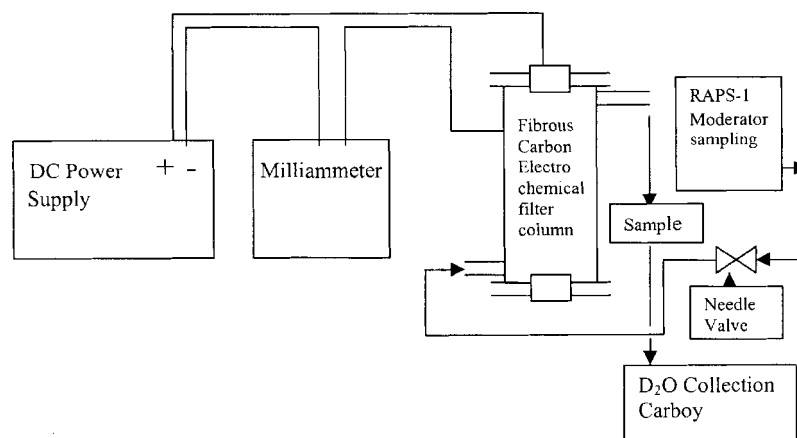 DC Power + -
Supply
Milliammeter
Fibrous
Carbon
Electro
chemical
filter
column
RAPS-1
Moderator
sampling
Sample
Needle
Valve
D₂O Collection
Carboy